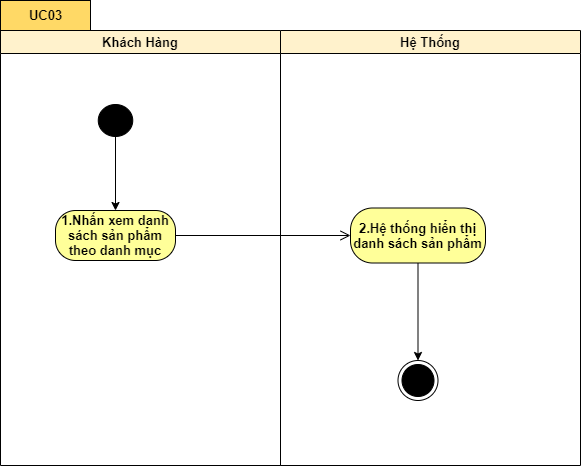 UC03
Khách Hàng
Hệ Thống
1.Nhấn xem danh
sách sản phẩm
theo danh mục
2.Hệ thống hiển thị
danh sách sản phẩm